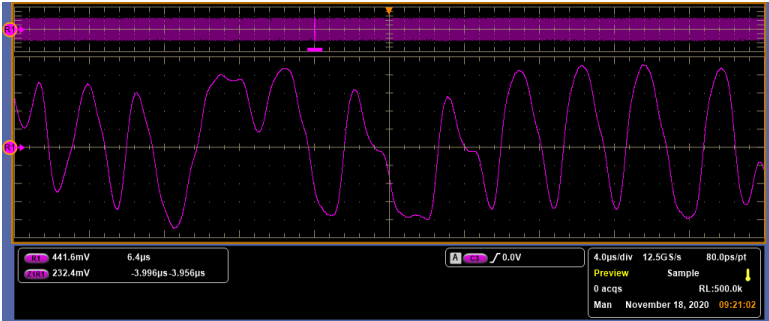 R1
R1
R1 441.6mV 6.4µs
Z1R1 232.4mV -3.996µs-3.956µs
A C3 0.0V
4.0µs/div 12.5GS/s 80.0ps/pt
Preview Sample
0 acqs RL:500.0k
Man November 18, 2020 09:21:02